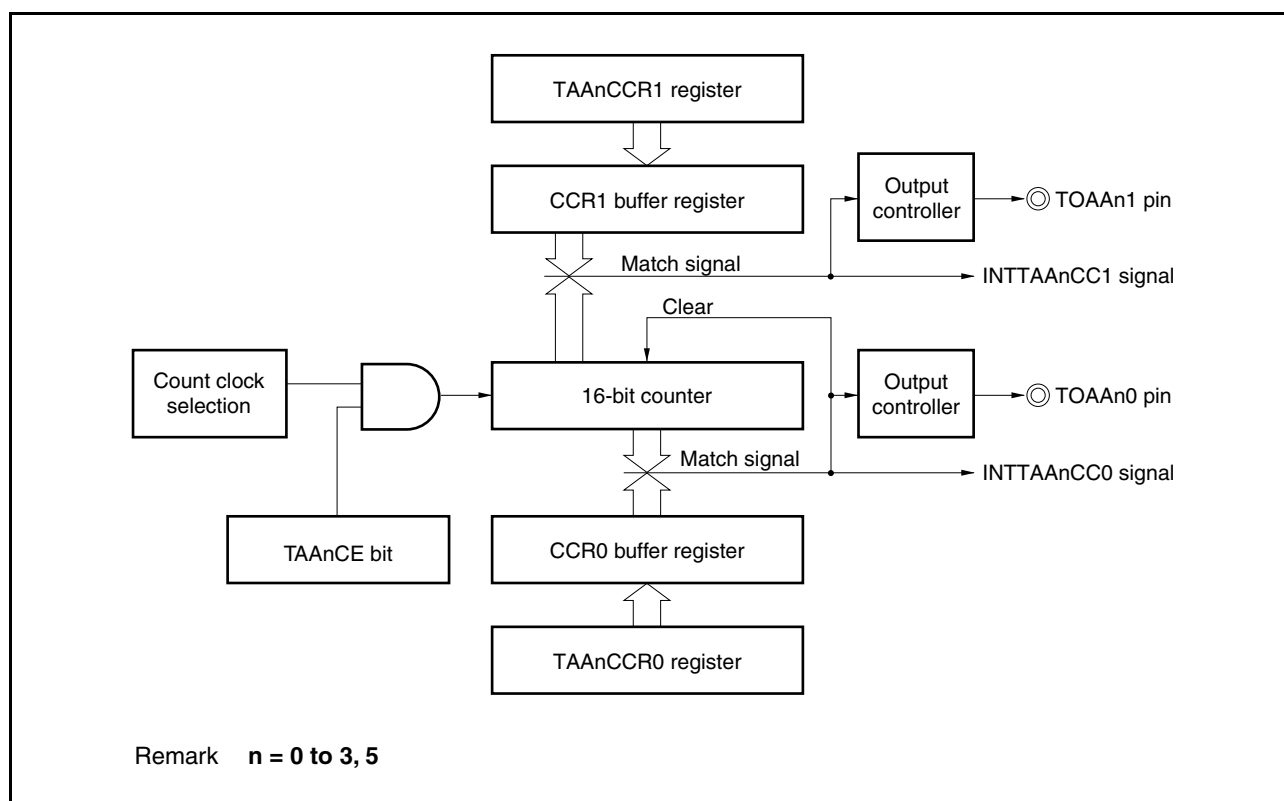 TAAnCCR1 register
CCR1 buffer register
Output
controller
TOAAn1 pin
Match signal
INTTAAnCC1 signal
Clear
Count clock
selection
16-bit counter
Output
controller
TOAAn0 pin
Match signal
INTTAAnCC0 signal
TAAnCE bit
CCR0 buffer register
TAAnCCR0 register
Remark n = 0 to 3, 5